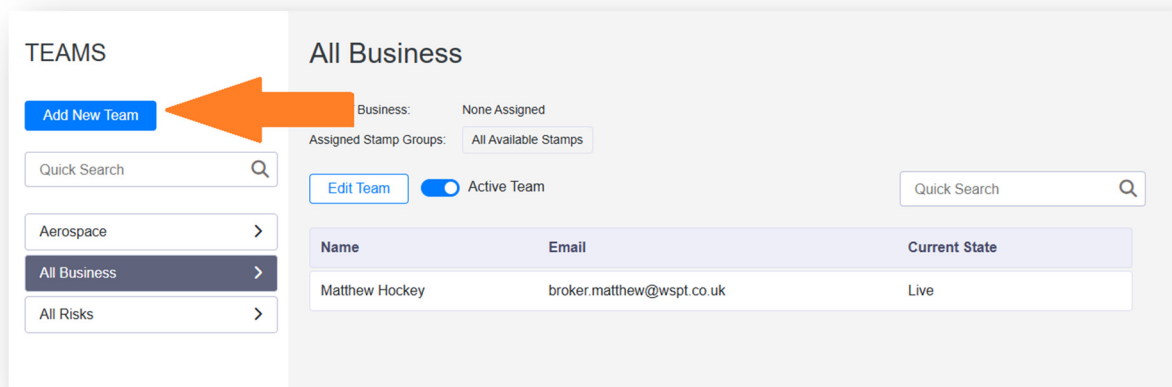 TEAMS
Add New Team
Quick Search
Aerospace
All Business
All Risks
All Business
Business: None Assigned
Assigned Stamp Groups: All Available Stamps
Edit Team Active Team Quick Search
Name Email Current State
Matthew Hockey broker.matthew@wspt.co.uk Live